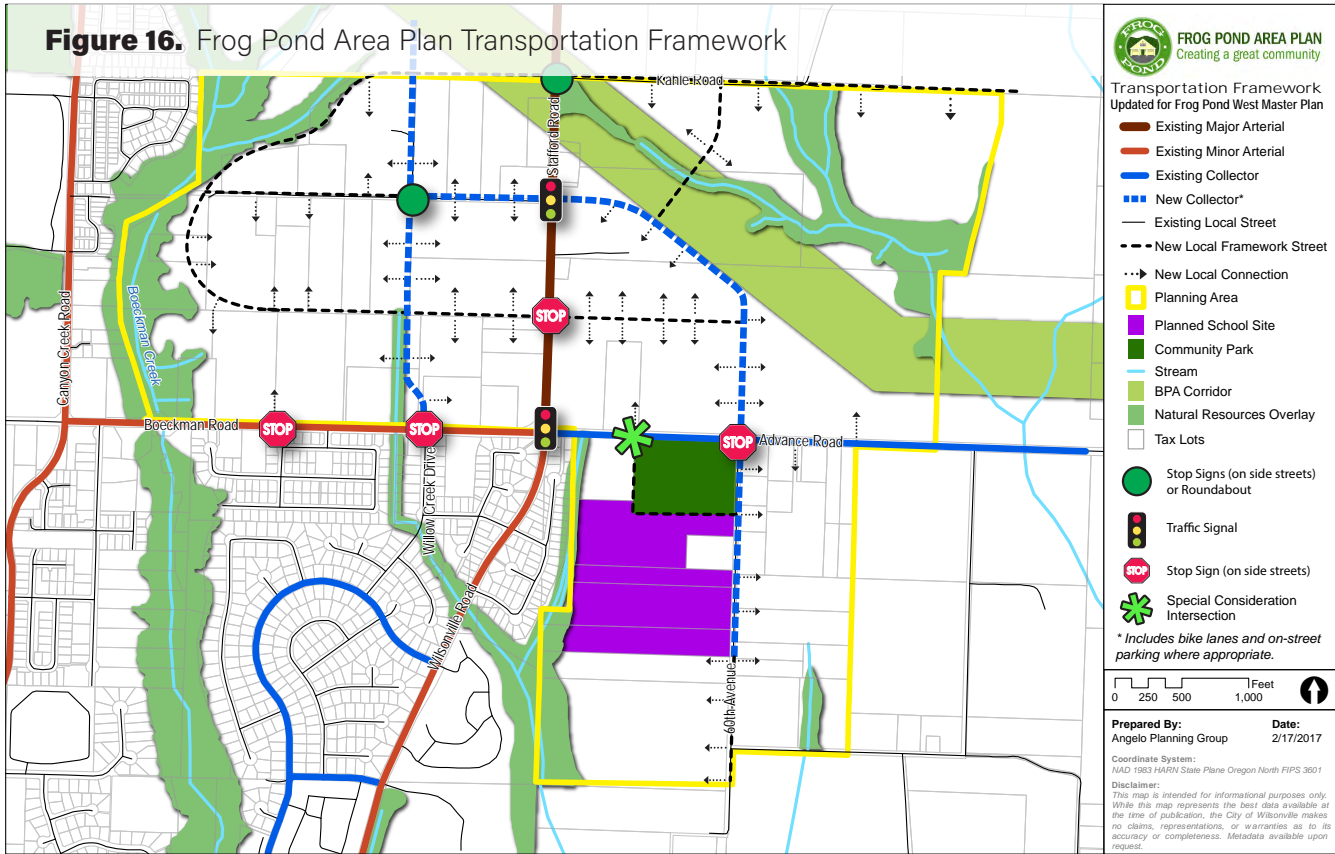 Figure 16. Frog Pond Area Plan Transportation Framework
Kahle Road
Stafford Road
Canyon Creek Road
Boeckman Creek
STOP
Boeckman Road
STOP
STOP
STOP
Advance Road
Willow Creek Drive
Wilsonville Road
60th Avenue
FROG POND
FROG POND AREA PLAN
Creating a great community
Transportation Framework
Updated for Frog Pond West Master Plan
Existing Major Arterial
Existing Minor Arterial
Existing Collector
New Collector*
Existing Local Street
New Local Framework Street
New Local Connection
Planning Area
Planned School Site
Community Park
Stream
BPA Corridor
Natural Resources Overlay
Tax Lots
Stop Signs (on side streets)
or Roundabout
Traffic Signal
STOP
Stop Sign (on side streets)
Special Consideration
Intersection
* Includes bike lanes and on-street
parking where appropriate.
Feet
0 250 500 1,000
Prepared By:
Angelo Planning Group
Date:
2/17/2017
Coordinate System:
NAD 1983 HARN State Plane Oregon North FIPS 3601
Disclaimer:
This map is intended for informational purposes only.
While this map represents the best data available at
the time of publication, the City of Wilsonville makes
no claims, representations, or warranties as to its
accuracy or completeness. Metadata available upon
request.